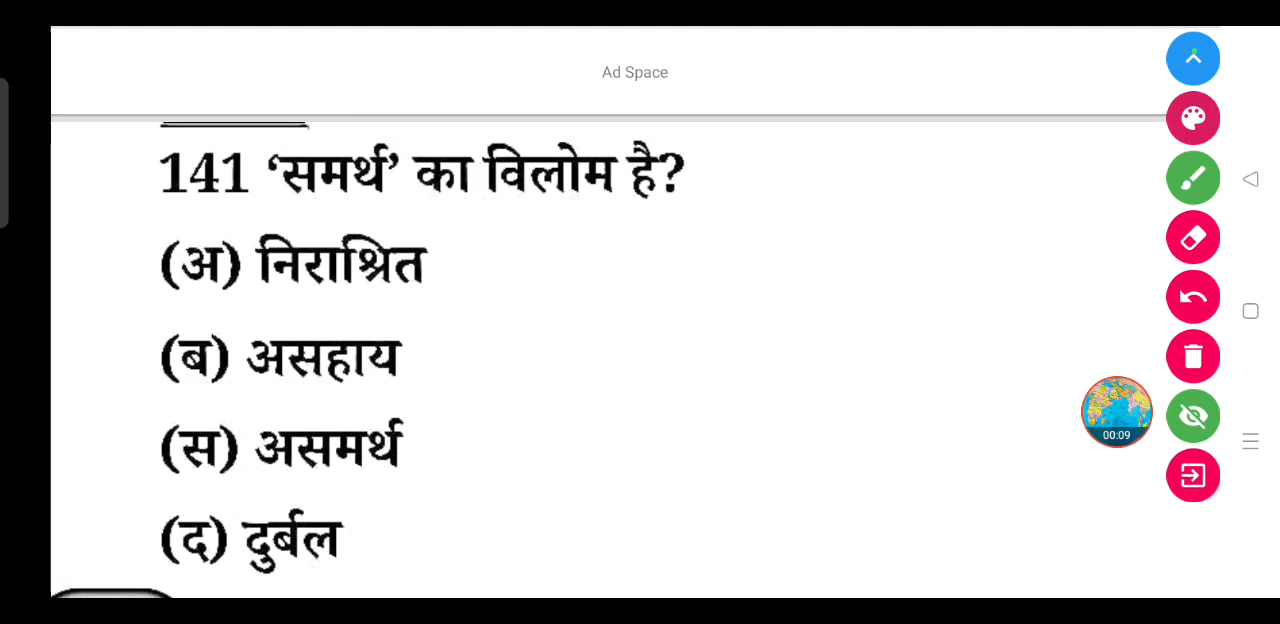 Ad Space
141 ‘समर्थ’ का विलोम है?
(अ) निराश्रित
(ब) असहाय
(स) असमर्थ
(द) दुर्बल
00:09